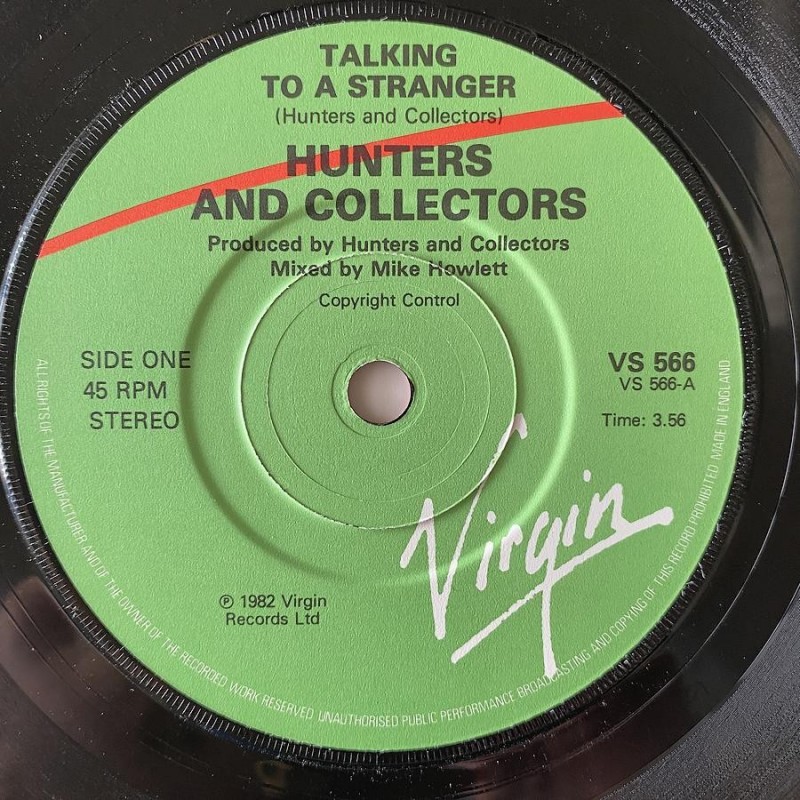 TALKING
TO A STRANGER
(Hunters and Collectors)
HUNTERS
AND COLLECTORS
Produced by Hunters and Collectors
Mixed by Mike Howlett
Copyright Control
SIDE ONE
45 RPM
STEREO
VS 566
VS 566-A
Time: 3.56
Virgin
℗ 1982 Virgin
Records Ltd
ALL RIGHTS OF THE MANUFACTURER AND OF THE OWNER OF THE RECORDED WORK RESERVED UNAUTHORISED PUBLIC PERFORMANCE BROADCASTING AND COPYING OF THIS RECORD PROHIBITED MADE IN ENGLAND